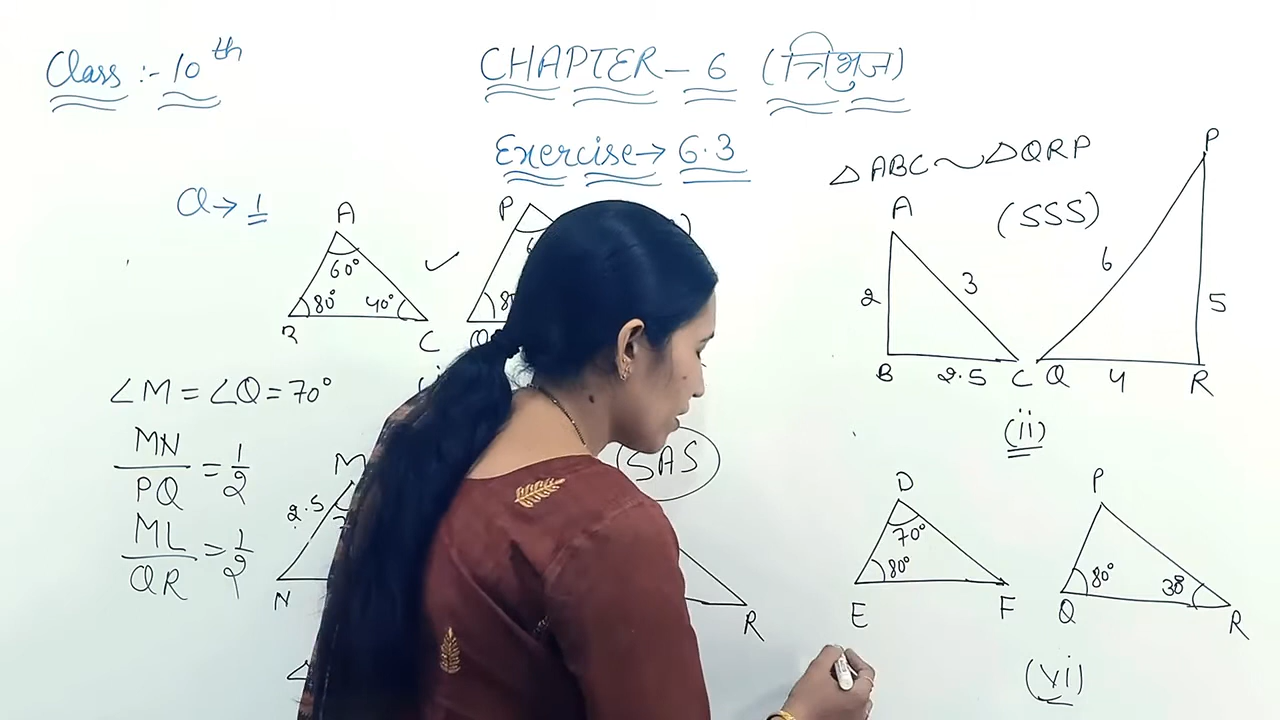 Class :- 10th
CHAPTER - 6 (त्रिभुज)
Exercise → 6.3
Q → 1
A
60°
80°
40°
B
C
✓
P
Q
△ABC ~ △QRP
(SSS)
A
2
3
B
2.5
C
P
6
5
Q
4
R
(ii)
∠M = ∠Q = 70°
MN/PQ = 1/2
ML/QR = 1/2
M
2.5
N
(SAS)
R
D
70°
80°
E
F
P
80°
Q
R
(vi)